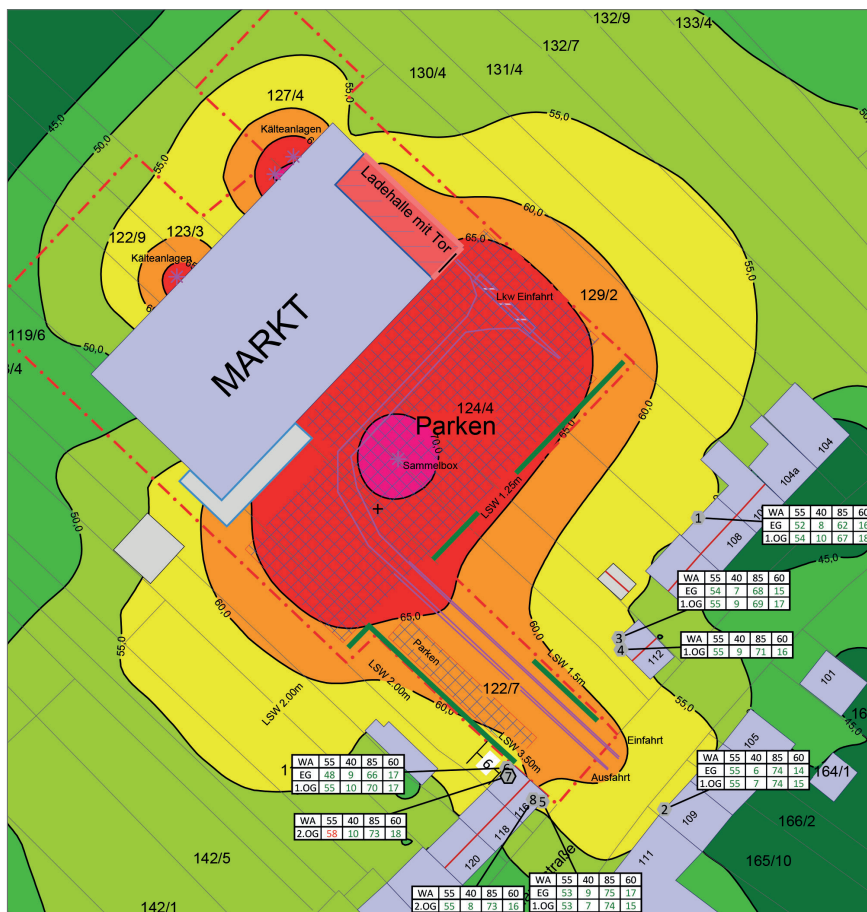 132/9
133/4
132/7
131/4
130/4
127/4
55,0
45,0
50,0
Kälteanlagen
55,0
55,0
Ladehalle mit Tor
60,0
65,0
122/9
123/3
Kälteanlagen
Lkw Einfahrt
129/2
55,0
119/6
50,0
MARKT
124/4
Parken
70,0
Sammelbox
65,0
60,0
LSW 1.25m
104
104a
108
1
WA 55 40 85 60
EG 52 8 62 16
1.OG 54 10 67 18
45,0
50,0
WA 55 40 85 60
EG 54 7 68 15
1.OG 55 9 69 17
3
4
WA 55 40 85 60
1.OG 55 9 71 16
112
60,0
65,0
60,0
55,0
Parken
LSW 1.5m
LSW 2.00m
LSW 2.00m
122/7
60,0
LSW 3.50m
55,0
101
45,0
105
Einfahrt
Ausfahrt
6
WA 55 40 85 60
EG 48 9 66 17
1.OG 55 10 70 17
6
7
WA 55 40 85 60
EG 55 6 74 14
1.OG 55 7 74 15
164/1
2
109
166/2
WA 55 40 85 60
2.OG 58 10 73 18
8
5
116
118
120
111
165/10
142/5
142/1
WA 55 40 85 60
2.OG 55 8 73 16
WA 55 40 85 60
EG 53 9 75 17
1.OG 53 7 74 15